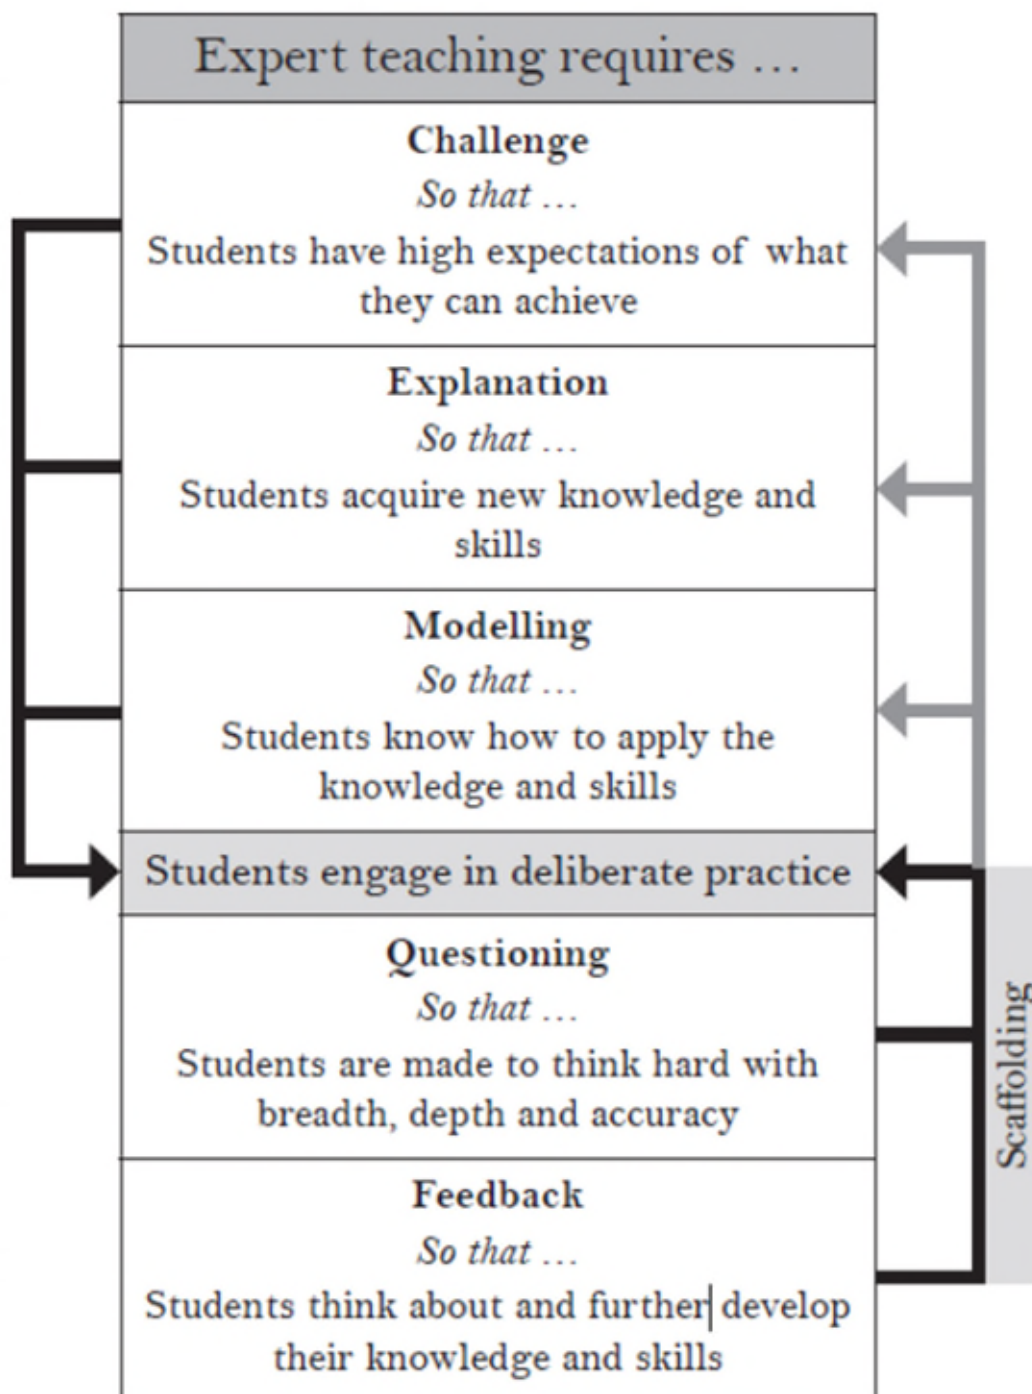 Expert teaching requires …
Challenge
So that …
Students have high expectations of what
they can achieve
Explanation
So that …
Students acquire new knowledge and
skills
Modelling
So that …
Students know how to apply the
knowledge and skills
Students engage in deliberate practice
Questioning
So that …
Students are made to think hard with
breadth, depth and accuracy
Scaffolding
Feedback
So that …
Students think about and further develop
their knowledge and skills